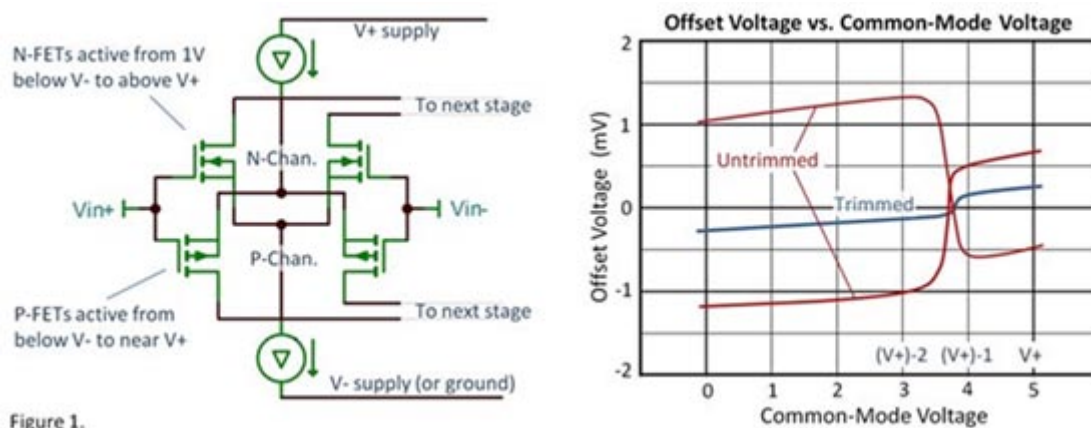 V+ supply
N-FETs active from 1V
below V- to above V+
To next stage
N-Chan.
Vin+
Vin-
P-Chan.
P-FETs active from
below V- to near V+
To next stage
V- supply (or ground)
Figure 1.
Offset Voltage vs. Common-Mode Voltage
Offset Voltage (mV)
2
1
0
-1
-2
Untrimmed
Trimmed
(V+)-2 (V+)-1 V+
0 1 2 3 4 5
Common-Mode Voltage